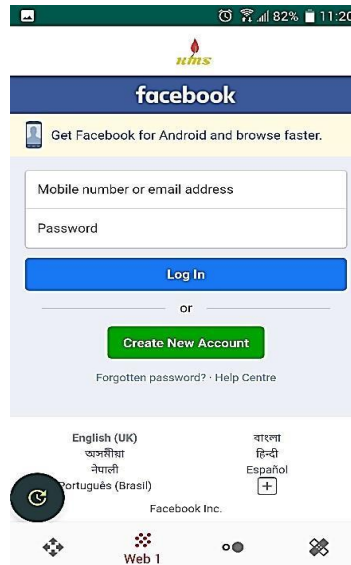 82% 11:20
ums
facebook
Get Facebook for Android and browse faster.
Mobile number or email address
Password
Log In
or
Create New Account
Forgotten password? · Help Centre
English (UK) বাংলা
অসমীয়া हिन्दी
नेपाली Español
Português (Brasil)
Facebook Inc.
Web 1